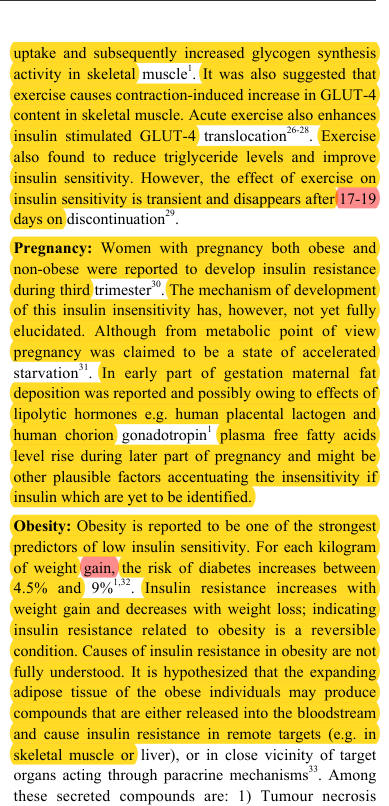 uptake and subsequently increased glycogen synthesis
activity in skeletal muscle1. It was also suggested that
exercise causes contraction-induced increase in GLUT-4
content in skeletal muscle. Acute exercise also enhances
insulin stimulated GLUT-4 translocation26-28. Exercise
also found to reduce triglyceride levels and improve
insulin sensitivity. However, the effect of exercise on
insulin sensitivity is transient and disappears after 17-19
days on discontinuation29.
Pregnancy: Women with pregnancy both obese and
non-obese were reported to develop insulin resistance
during third trimester30. The mechanism of development
of this insulin insensitivity has, however, not yet fully
elucidated. Although from metabolic point of view
pregnancy was claimed to be a state of accelerated
starvation31. In early part of gestation maternal fat
deposition was reported and possibly owing to effects of
lipolytic hormones e.g. human placental lactogen and
human chorion gonadotropin1 plasma free fatty acids
level rise during later part of pregnancy and might be
other plausible factors accentuating the insensitivity if
insulin which are yet to be identified.
Obesity: Obesity is reported to be one of the strongest
predictors of low insulin sensitivity. For each kilogram
of weight gain, the risk of diabetes increases between
4.5% and 9%1,32. Insulin resistance increases with
weight gain and decreases with weight loss; indicating
insulin resistance related to obesity is a reversible
condition. Causes of insulin resistance in obesity are not
fully understood. It is hypothesized that the expanding
adipose tissue of the obese individuals may produce
compounds that are either released into the bloodstream
and cause insulin resistance in remote targets (e.g. in
skeletal muscle or liver), or in close vicinity of target
organs acting through paracrine mechanisms33. Among
these secreted compounds are: 1) Tumour necrosis